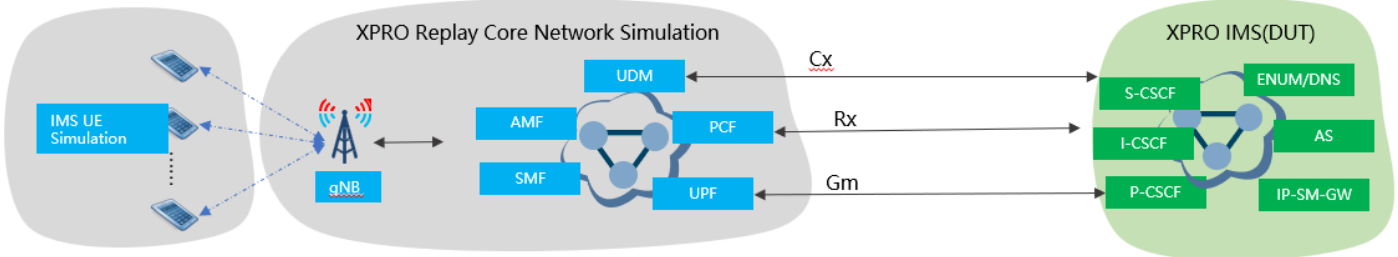 XPRO Replay Core Network Simulation
XPRO IMS(DUT)
IMS UE
Simulation
gNB
UDM
AMF
PCF
SMF
UPF
Cx
Rx
Gm
S-CSCF
ENUM/DNS
I-CSCF
AS
P-CSCF
IP-SM-GW